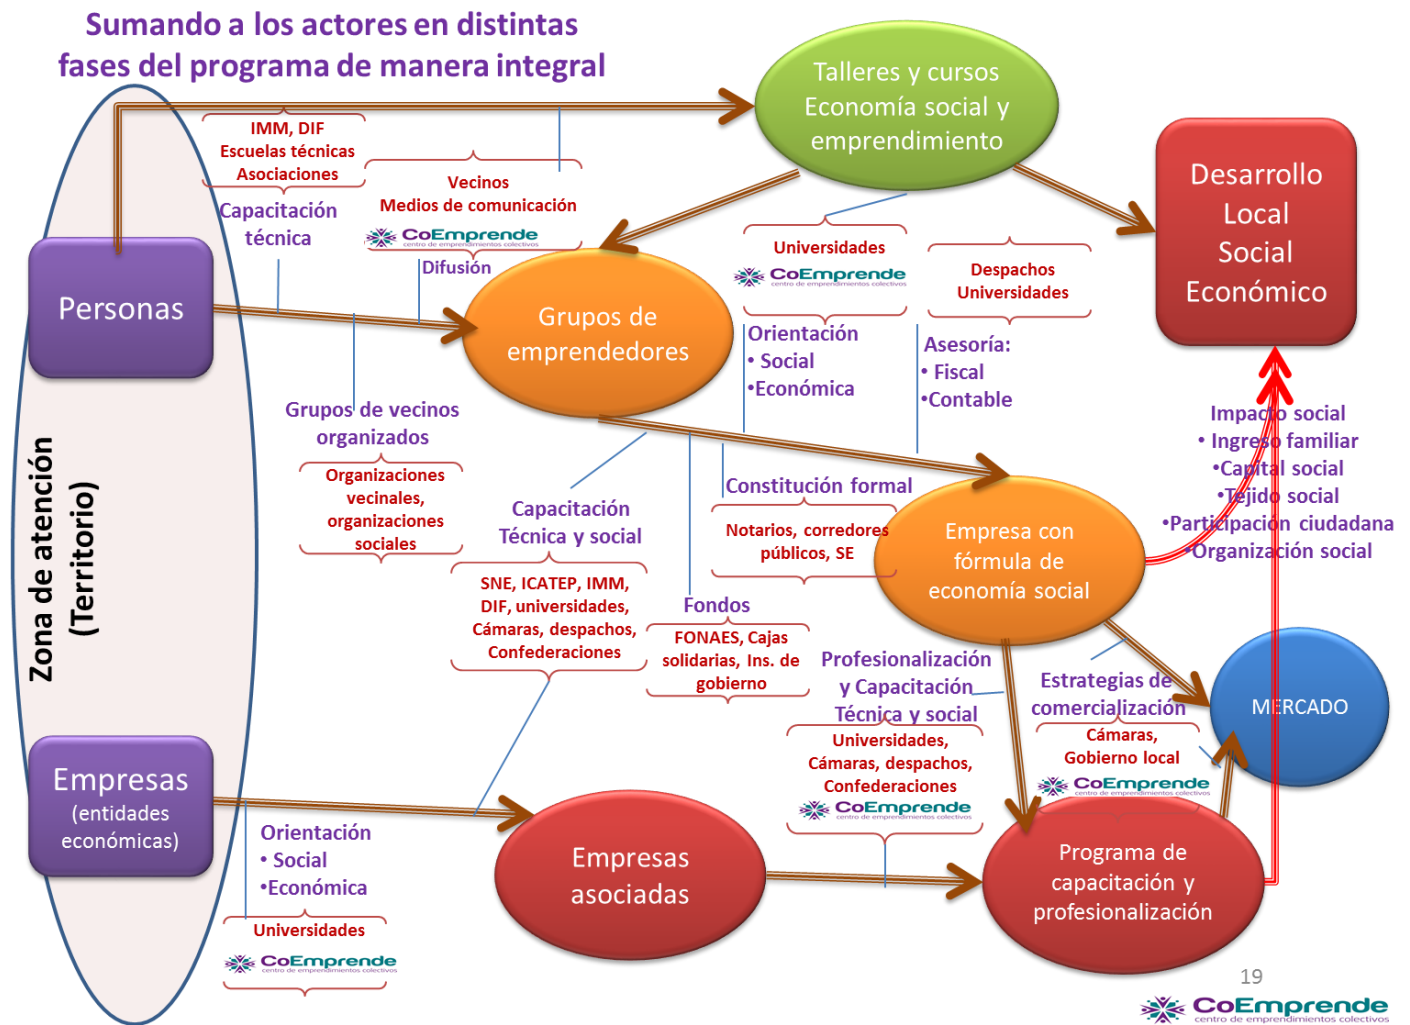 Sumando a los actores en distintas
fases del programa de manera integral
Talleres y cursos
Economía social y
emprendimiento
Desarrollo
Local
Social
Económico
IMM, DIF
Escuelas técnicas
Asociaciones
Capacitación
técnica
Vecinos
Medios de comunicación
CoEmprende
centro de emprendimientos colectivos
Difusión
Universidades
CoEmprende
centro de emprendimientos colectivos
Orientación
• Social
•Económica
Despachos
Universidades
Asesoría:
• Fiscal
•Contable
Personas
Grupos de
emprendedores
Grupos de vecinos
organizados
Organizaciones
vecinales,
organizaciones
sociales
Zona de atención
(Territorio)
Capacitación
Técnica y social
SNE, ICATEP, IMM,
DIF, universidades,
Cámaras, despachos,
Confederaciones
Constitución formal
Notarios, corredores
públicos, SE
Fondos
FONAES, Cajas
solidarias, Ins. de
gobierno
Empresa con
fórmula de
economía social
Impacto social
• Ingreso familiar
•Capital social
•Tejido social
•Participación ciudadana
•Organización social
Profesionalización
y Capacitación
Técnica y social
Universidades,
Cámaras, despachos,
Confederaciones
CoEmprende
centro de emprendimientos colectivos
Estrategias de
comercialización
Cámaras,
Gobierno local
CoEmprende
centro de emprendimientos colectivos
MERCADO
Empresas
(entidades
económicas)
Orientación
• Social
•Económica
Universidades
CoEmprende
centro de emprendimientos colectivos
Empresas
asociadas
Programa de
capacitación y
profesionalización
19
CoEmprende
centro de emprendimientos colectivos